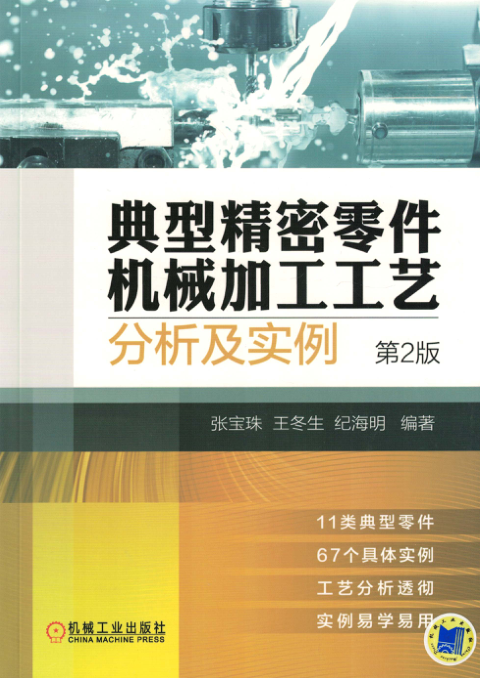 典型精密零件
机械加工工艺
分析及实例 第2版
张宝珠 王冬生 纪海明 编著
11类典型零件
67个具体实例
工艺分析透彻
实例易学易用
机械工业出版社
CHINA MACHINE PRESS